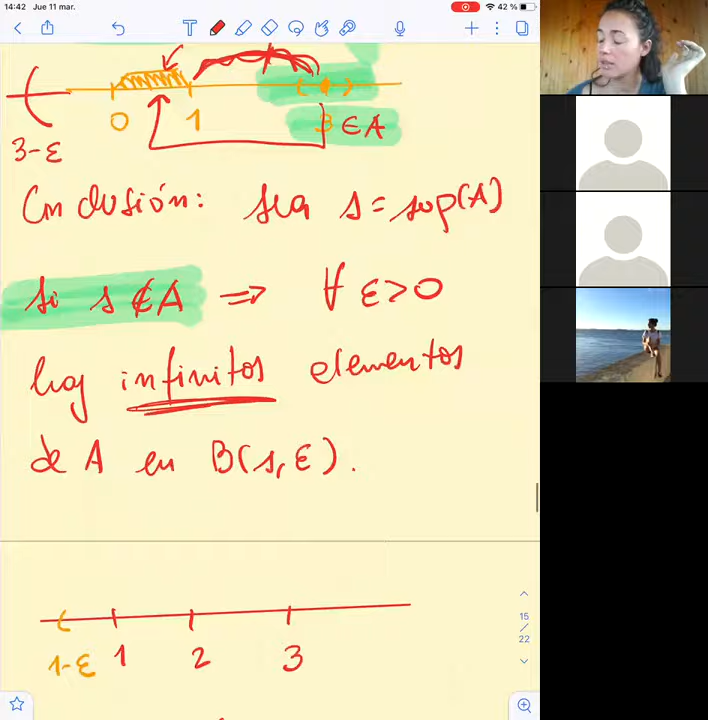 14:42 Jue 11 mar.
42 %
T
0 1 3 ∈ A
3-ε
Conclusión: sea s = sop(A)
si s ∉ A ⇒ ∀ ε > 0
hay infinitos elementos
de A en B(s, ε).
15
/
22
1-ε 1 2 3